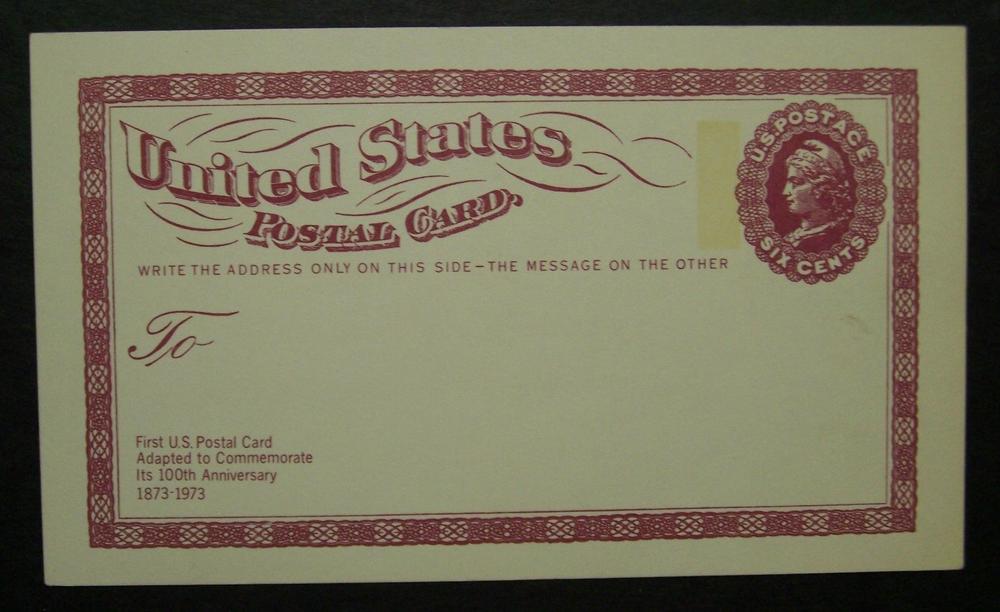 United States
POSTAL CARD.
U.S. POSTAGE
SIX CENTS
WRITE THE ADDRESS ONLY ON THIS SIDE—THE MESSAGE ON THE OTHER
To
First U.S. Postal Card
Adapted to Commemorate
Its 100th Anniversary
1873-1973